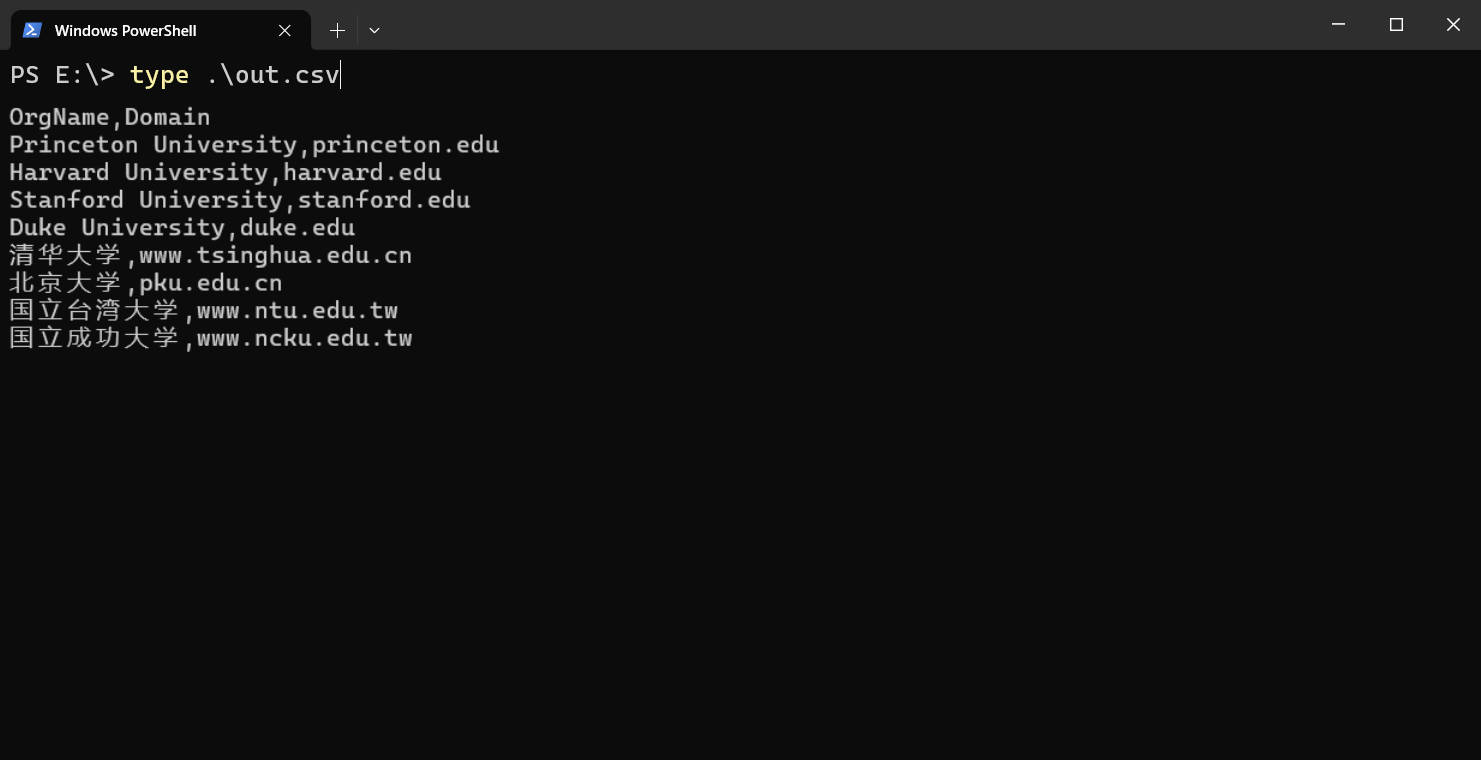 Windows PowerShell
PS E:\> type .\out.csv
OrgName,Domain
Princeton University,princeton.edu
Harvard University,harvard.edu
Stanford University,stanford.edu
Duke University,duke.edu
清华大学,www.tsinghua.edu.cn
北京大学,pku.edu.cn
国立台湾大学,www.ntu.edu.tw
国立成功大学,www.ncku.edu.tw